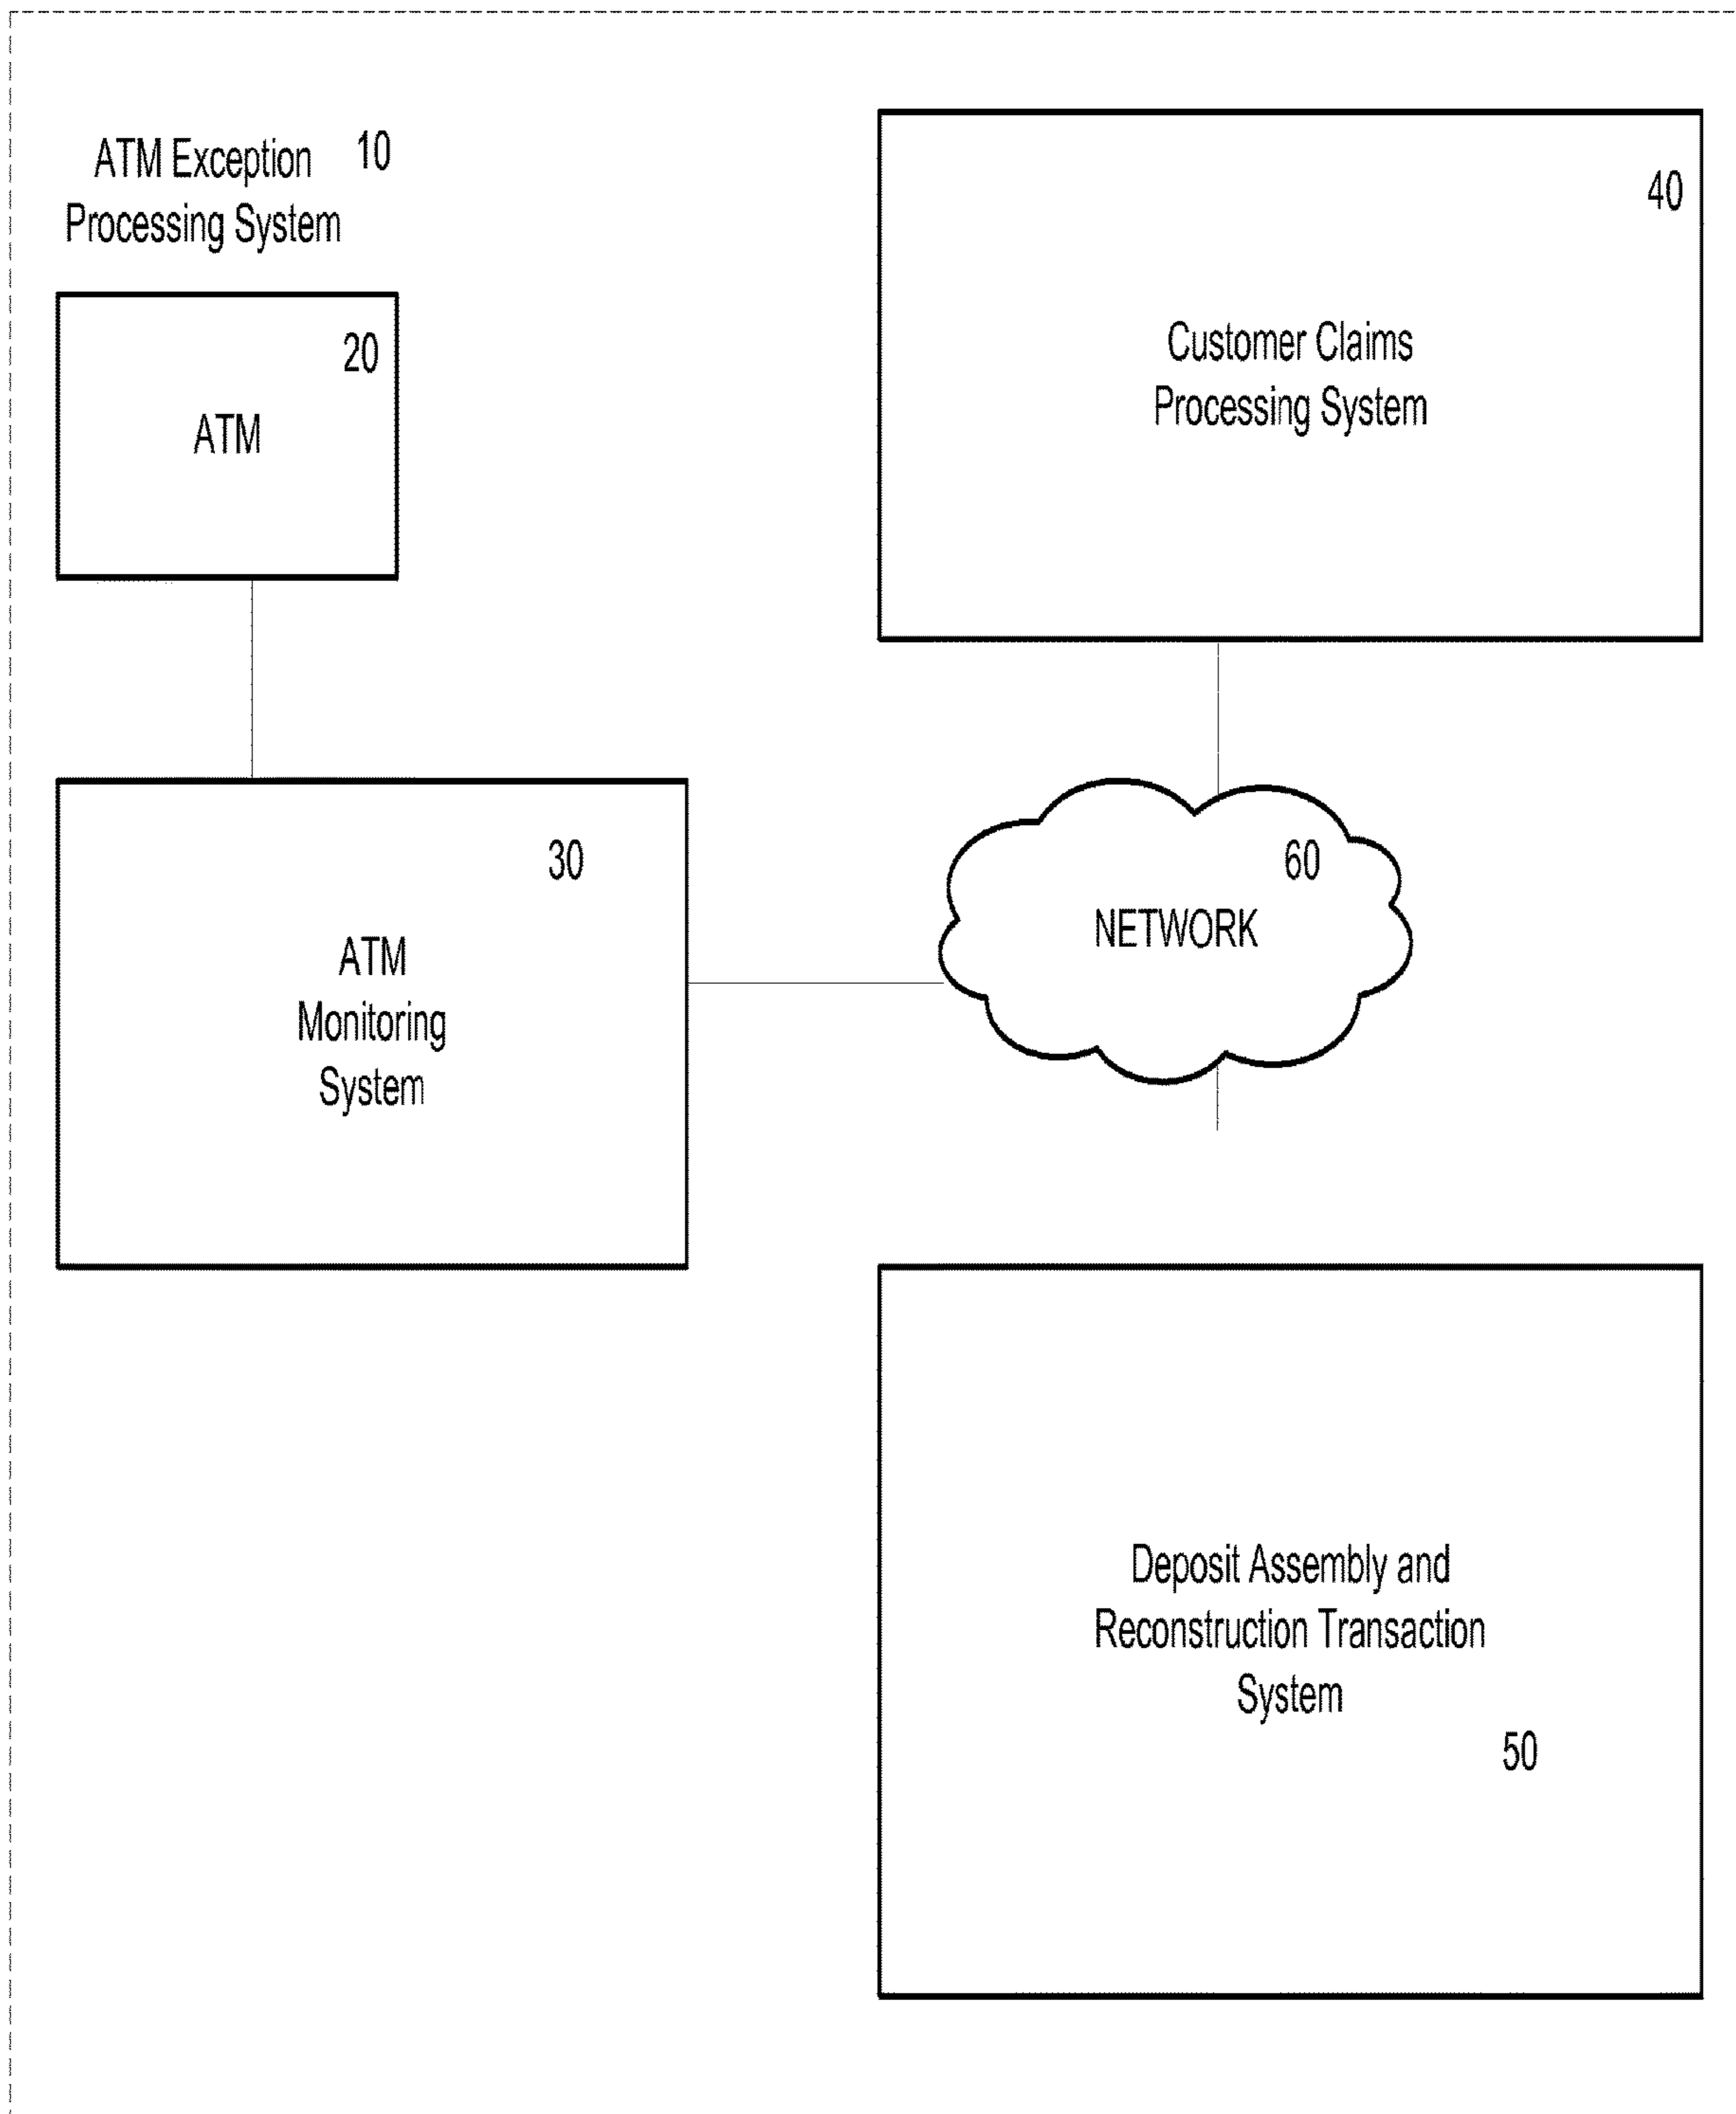 ATM Exception 10
Processing System
40
20
ATM
Customer Claims
Processing System
30
ATM
Monitoring
System
60
NETWORK
Deposit Assembly and
Reconstruction Transaction
System
50